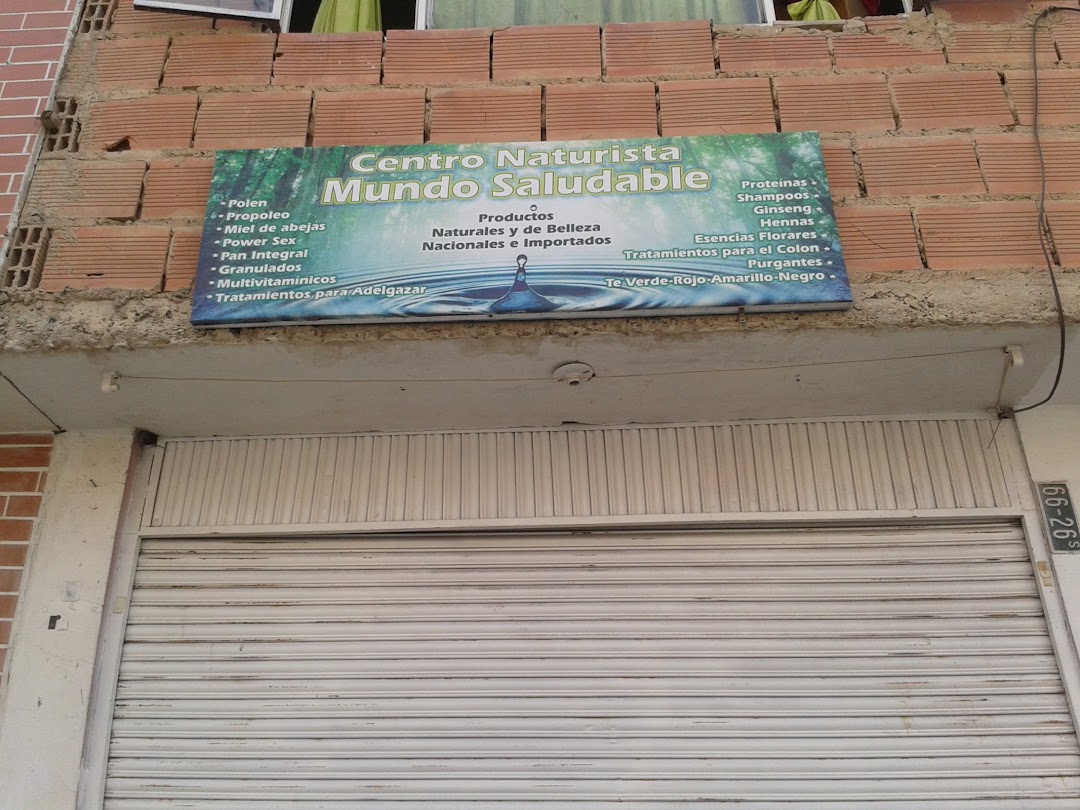 Centro Naturista
Mundo Saludable
Productos
Naturales y de Belleza
Nacionales e Importados
* Polen
* Propoleo
* Miel de abejas
* Power Sex
* Pan Integral
* Granulados
* Multivitamínicos
* Tratamientos para Adelgazar
Proteínas *
Shampoos *
Ginseng *
Hennas *
Esencias Florares *
Tratamientos para el Colon *
Purgantes *
Te Verde-Rojo-Amarillo-Negro *
66-26 S